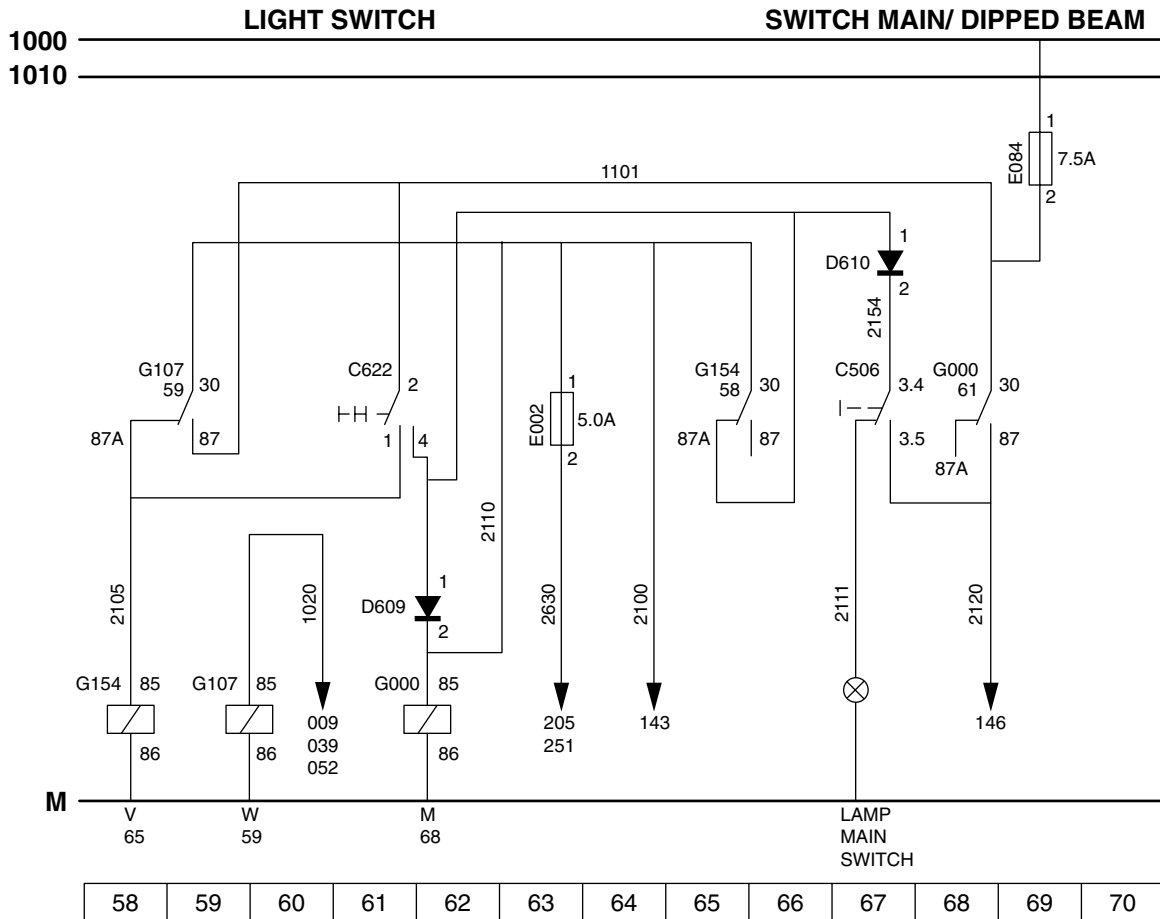 LIGHT SWITCH
SWITCH MAIN/ DIPPED BEAM
1000
1010
1
E084
7.5A
2
1101
1
D610
2
2154
G107
59
30
87A
87
C622
2
1
4
1
E002
5.0A
2
G154
58
30
87A
87
C506
3.4
3.5
G000
61
30
87A
87
2110
2105
1020
D609
1
2
2630
2100
2111
2120
G154
85
86
G107
85
86
009
039
052
G000
85
86
205
251
143
146
M
V
65
W
59
M
68
LAMP
MAIN
SWITCH
58 59 60 61 62 63 64 65 66 67 68 69 70